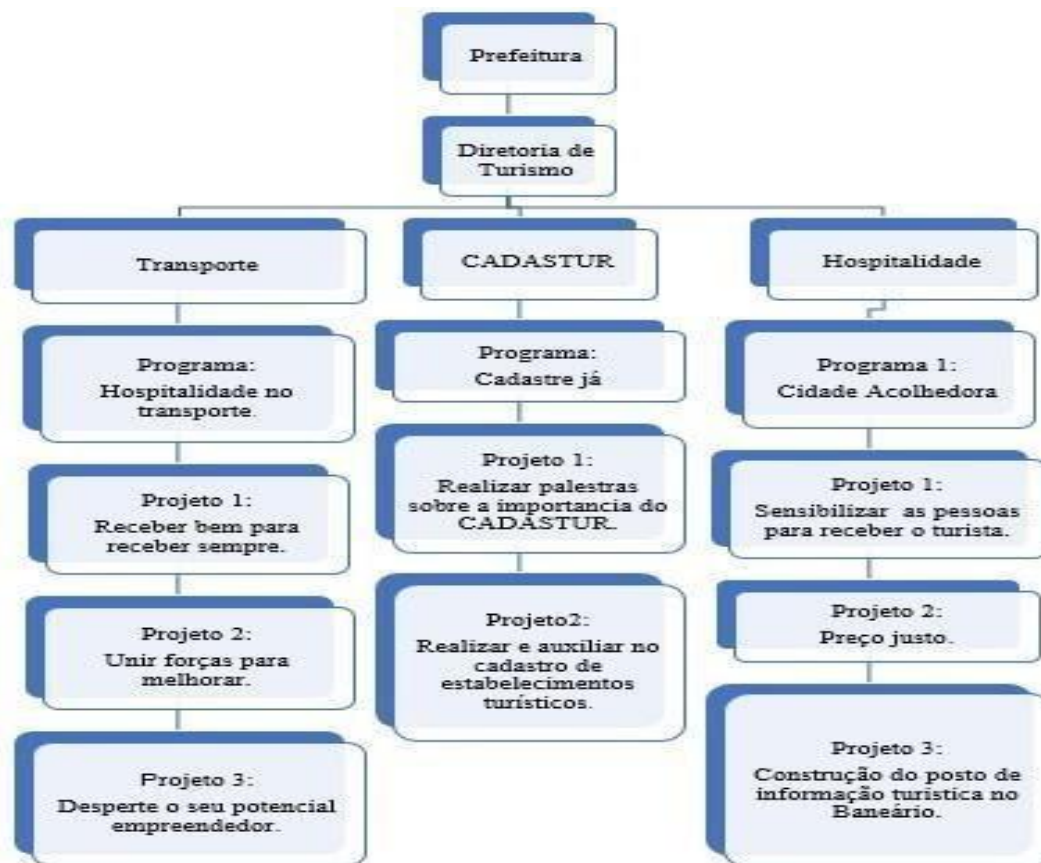 Prefeitura
Diretoria de
Turismo
Transporte
Programa:
Hospitalidade no
transporte.
Projeto 1:
Receber bem para
receber sempre.
Projeto 2:
Unir forças para
melhorar.
Projeto 3:
Desperte o seu potencial
empreendedor.
CADASTUR
Programa:
Cadastre já
Projeto 1:
Realizar palestras
sobre a importancia do
CADASTUR.
Projeto2:
Realizar e auxiliar no
cadastro de
estabelecimentos
turísticos.
Hospitalidade
Programa 1:
Cidade Acolhedora
Projeto 1:
Sensibilizar as pessoas
para receber o turista.
Projeto 2:
Preço justo.
Projeto 3:
Construção do posto de
informação turistica no
Baneário.